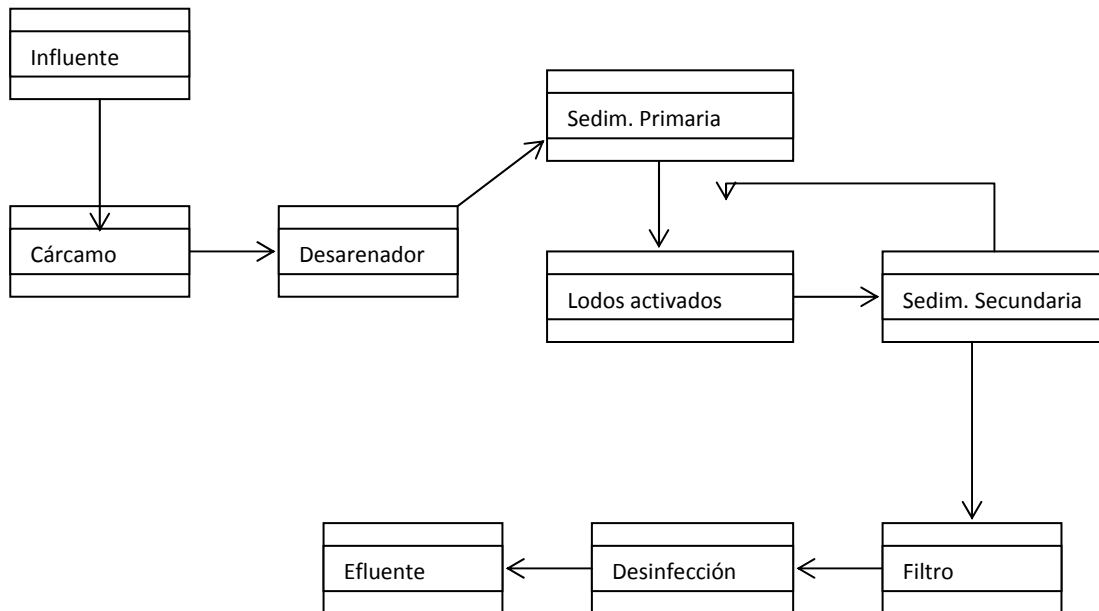 Influente
Cárcamo
Desarenador
Sedim. Primaria
Lodos activados
Sedim. Secundaria
Filtro
Desinfección
Efluente